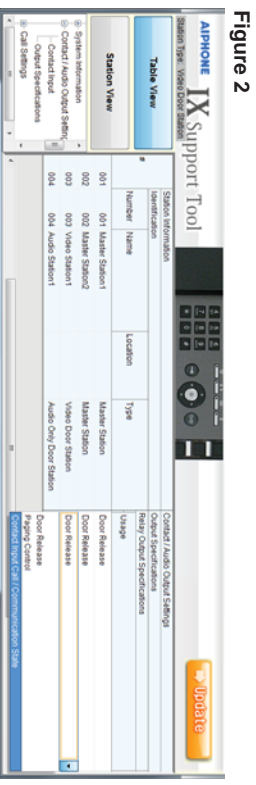 Figure 2
AIPHONE
IX Support Tool
Update
Station Type: Video Door Station
Table View
Station View
System Information
Contact / Audio Output Setting
Contact Input
Output Specifications
Call Settings
Station Information
Contact / Audio Output Settings
Identification
Output Specifications
Relay Output Specifications
#
Number Name Location Type Usage
001 001 Master Station1 Master Station Door Release
002 002 Master Station2 Master Station Door Release
003 003 Video Station1 Video Door Station Door Release
004 004 Audio Station1 Audio Only Door Station
Door Release
Paging Control
Contact Input Call / Communication State